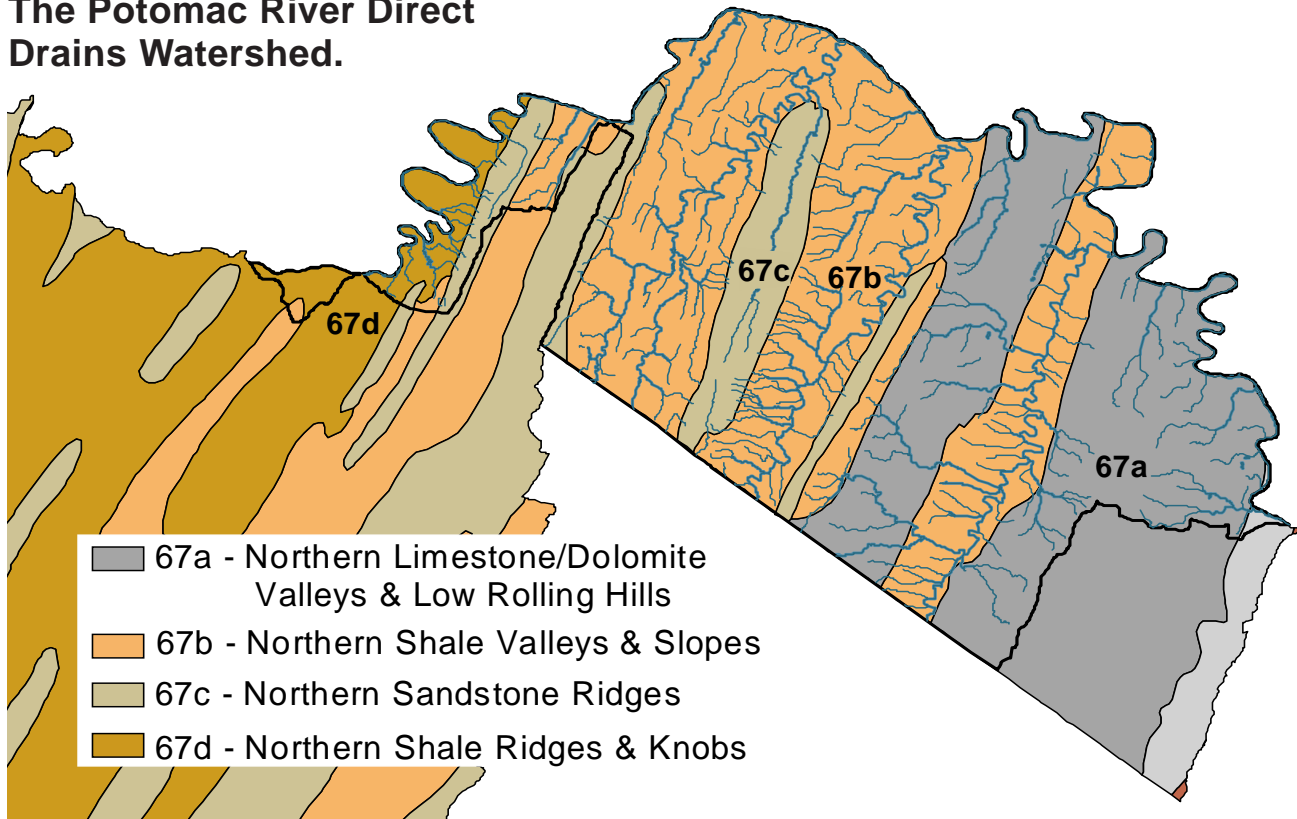 The Potomac River Direct
Drains Watershed.
67c
67b
67d
67a
67a - Northern Limestone/Dolomite
Valleys & Low Rolling Hills
67b - Northern Shale Valleys & Slopes
67c - Northern Sandstone Ridges
67d - Northern Shale Ridges & Knobs